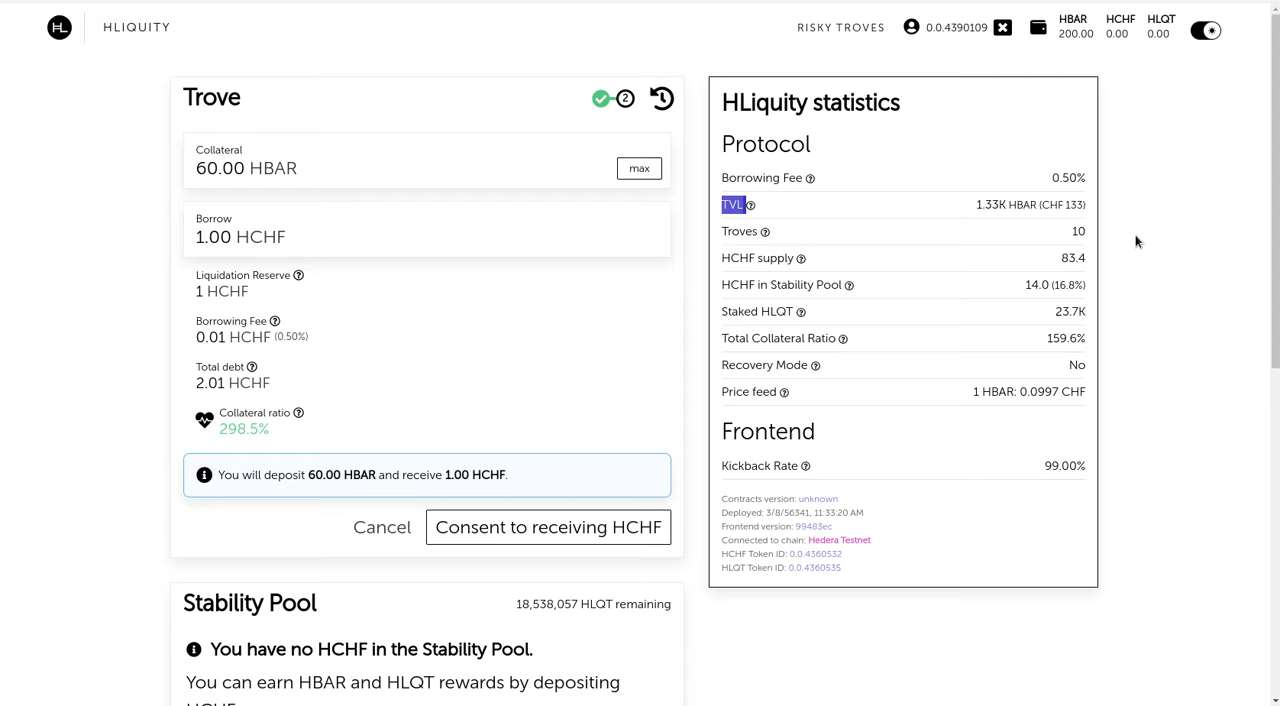 HL HLIQUITY RISKY TROVES 0.0.4390109 HBAR 200.00 HCHF 0.00 HLQT 0.00
Trove 2
Collateral
60.00 HBAR max
Borrow
1.00 HCHF
Liquidation Reserve
1 HCHF
Borrowing Fee
0.01 HCHF (0.50%)
Total debt
2.01 HCHF
Collateral ratio
298.5%
You will deposit 60.00 HBAR and receive 1.00 HCHF.
Cancel Consent to receiving HCHF
Stability Pool 18,538,057 HLQT remaining
You have no HCHF in the Stability Pool.
You can earn HBAR and HLQT rewards by depositing
HCHF.
HLiquity statistics
Protocol
Borrowing Fee 0.50%
TVL 1.33K HBAR (CHF 133)
Troves 10
HCHF supply 83.4
HCHF in Stability Pool 14.0 (16.8%)
Staked HLQT 23.7K
Total Collateral Ratio 159.6%
Recovery Mode No
Price feed 1 HBAR: 0.0997 CHF
Frontend
Kickback Rate 99.00%
Contracts version: unknown
Deployed: 3/8/56341, 11:33:20 AM
Frontend version: 99483ec
Connected to chain: Hedera Testnet
HCHF Token ID: 0.0.4360532
HLQT Token ID: 0.0.4360535